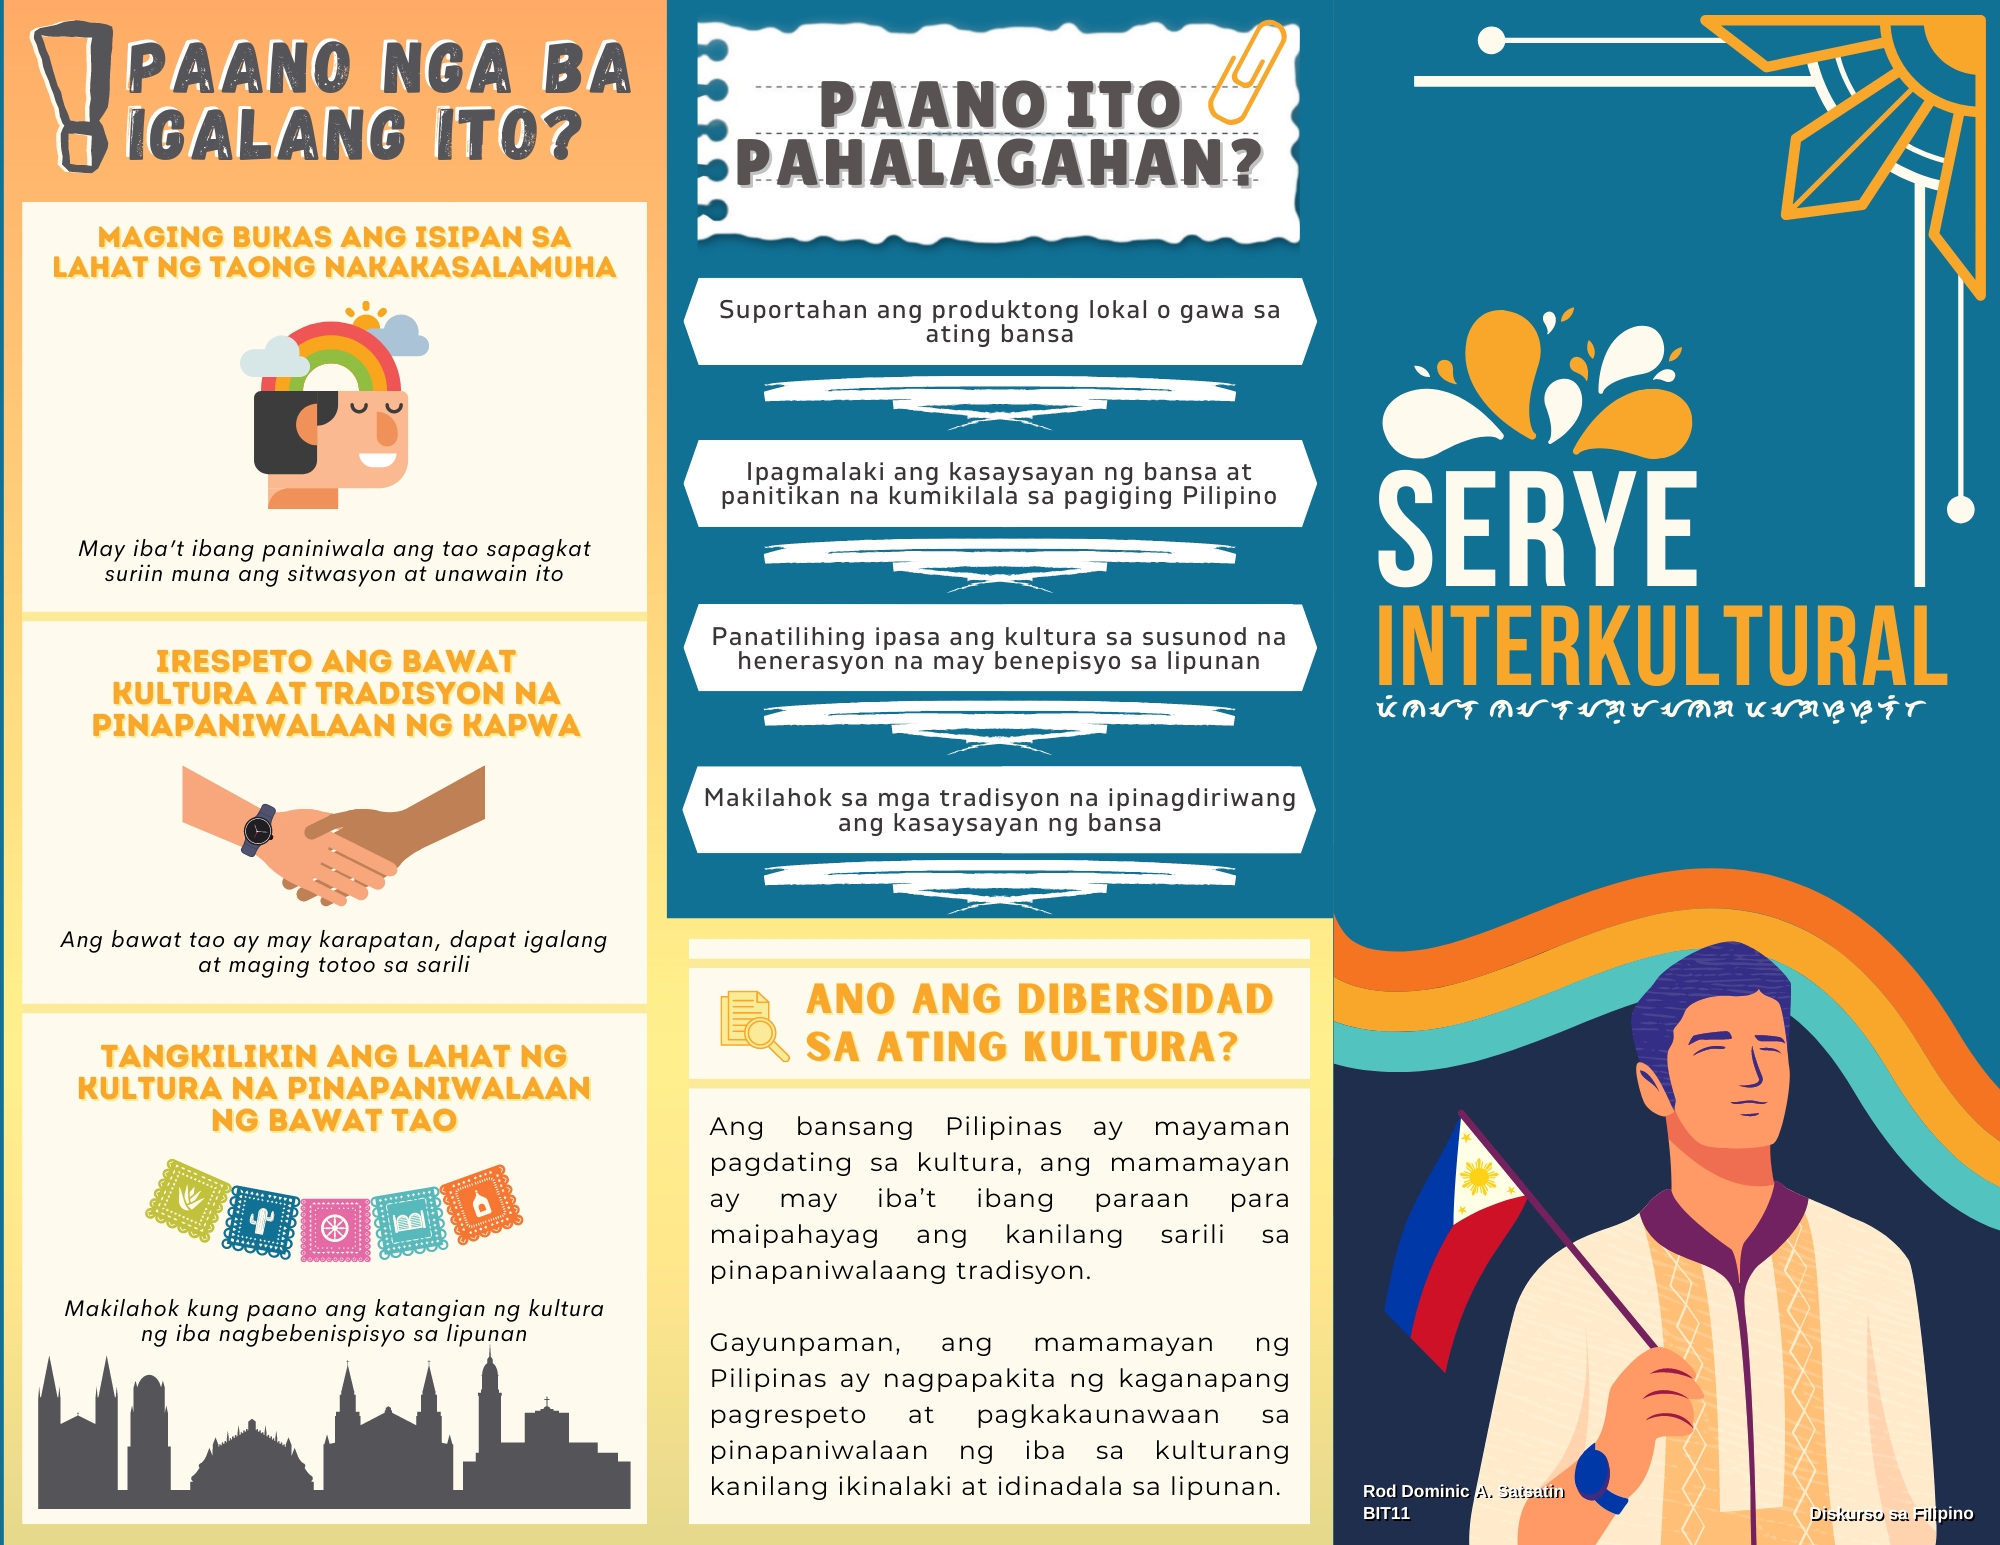 PAANO NGA BA
IGALANG ITO?
MAGING BUKAS ANG ISIPAN SA
LAHAT NG TAONG NAKAKASALAMUHA
May iba't ibang paniniwala ang tao sapagkat
suriin muna ang sitwasyon at unawain ito
IRESPETO ANG BAWAT
KULTURA AT TRADISYON NA
PINAPANIWALAAN NG KAPWA
Ang bawat tao ay may karapatan, dapat igalang
at maging totoo sa sarili
TANGKILIKIN ANG LAHAT NG
KULTURA NA PINAPANIWALAAN
NG BAWAT TAO
Makilahok kung paano ang katangian ng kultura
ng iba nagbebenispisyo sa lipunan
PAANO ITO
PAHALAGAHAN?
Suportahan ang produktong lokal o gawa sa
ating bansa
Ipagmalaki ang kasaysayan ng bansa at
panitikan na kumikilala sa pagiging Pilipino
Panatilihing ipasa ang kultura sa susunod na
henerasyon na may benepisyo sa lipunan
Makilahok sa mga tradisyon na ipinagdiriwang
ang kasaysayan ng bansa
ANO ANG DIBERSIDAD
SA ATING KULTURA?
Ang bansang Pilipinas ay mayaman
pagdating sa kultura, ang mamamayan
ay may iba't ibang paraan para
maipahayag ang kanilang sarili sa
pinapaniwalaang tradisyon.
Gayunpaman, ang mamamayan ng
Pilipinas ay nagpapakita ng kaganapang
pagrespeto at pagkakaunawaan sa
pinapaniwalaan ng iba sa kulturang
kanilang ikinalaki at idinadala sa lipunan.
SERYE
INTERKULTURAL
Rod Dominic A. Satsatin
BIT11
Diskurso sa Filipino